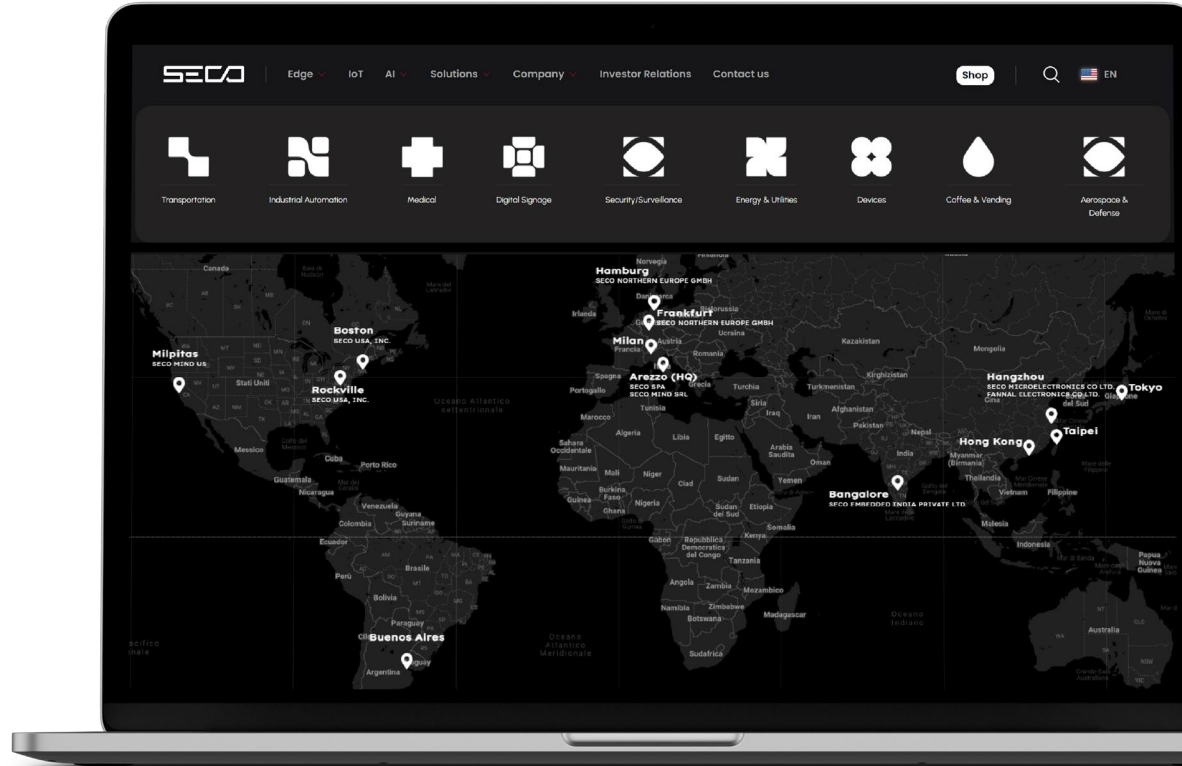 SECO
Edge IoT AI Solutions Company Investor Relations Contact us Shop EN
Transportation Industrial Automation Medical Digital Signage Security/Surveillance Energy & Utilities Devices Coffee & Vending Aerospace &
Defense
Canada
Norvegia
Hamburg
SECO NORTHERN EUROPE GMBH
Irlanda
Frankfurt
SECO NORTHERN EUROPE GMBH
Ucraina
Milan
Austria
Francia
Romania
Kazakistan
Mongolia
Boston
SECO USA, INC.
Milpitas
SECO MIND US
Stati Uniti
Rockville
SECO USA, INC.
Oceano Atlantico
settentrionale
Spagna
Portogallo
Arezzo (HQ)
SECO SPA
SECO MIND SRL
Grecia
Turchia
Turkmenistan
Kirghizistan
Hangzhou
SECO MICROELECTRONICS CO LTD.
FANNAL ELECTRONICS CO LTD.
Cina
del Sud
Tokyo
Marocco
Tunisia
Siria
Iraq
Iran
Afghanistan
Pakistan
Nepal
Hong Kong
Taipei
Messico
Cuba
Porto Rico
Sahara
Occidentale
Algeria
Libia
Egitto
Arabia
Saudita
Oman
India
Myanmar
(Birmania)
Guatemala
Nicaragua
Mauritania
Mali
Niger
Ciad
Sudan
Yemen
Bangalore
SECO EMBEDDED INDIA PRIVATE LTD
Thailandia
Vietnam
Filippine
Venezuela
Guyana
Suriname
Colombia
Guinea
Burkina
Faso
Ghana
Nigeria
Sudan
del Sud
Etiopia
Somalia
Malesia
Ecuador
Gabon
Repubblica
Democratica
del Congo
Kenya
Tanzania
Indonesia
Papua
Nuova
Guinea
Perù
Brasile
Bolivia
Angola
Zambia
Mozambico
Namibia
Zimbabwe
Botswana
Madagascar
Paraguay
Buenos Aires
Argentina
Oceano
Atlantico
Meridionale
Sudafrica
Oceano
Indiano
Australia